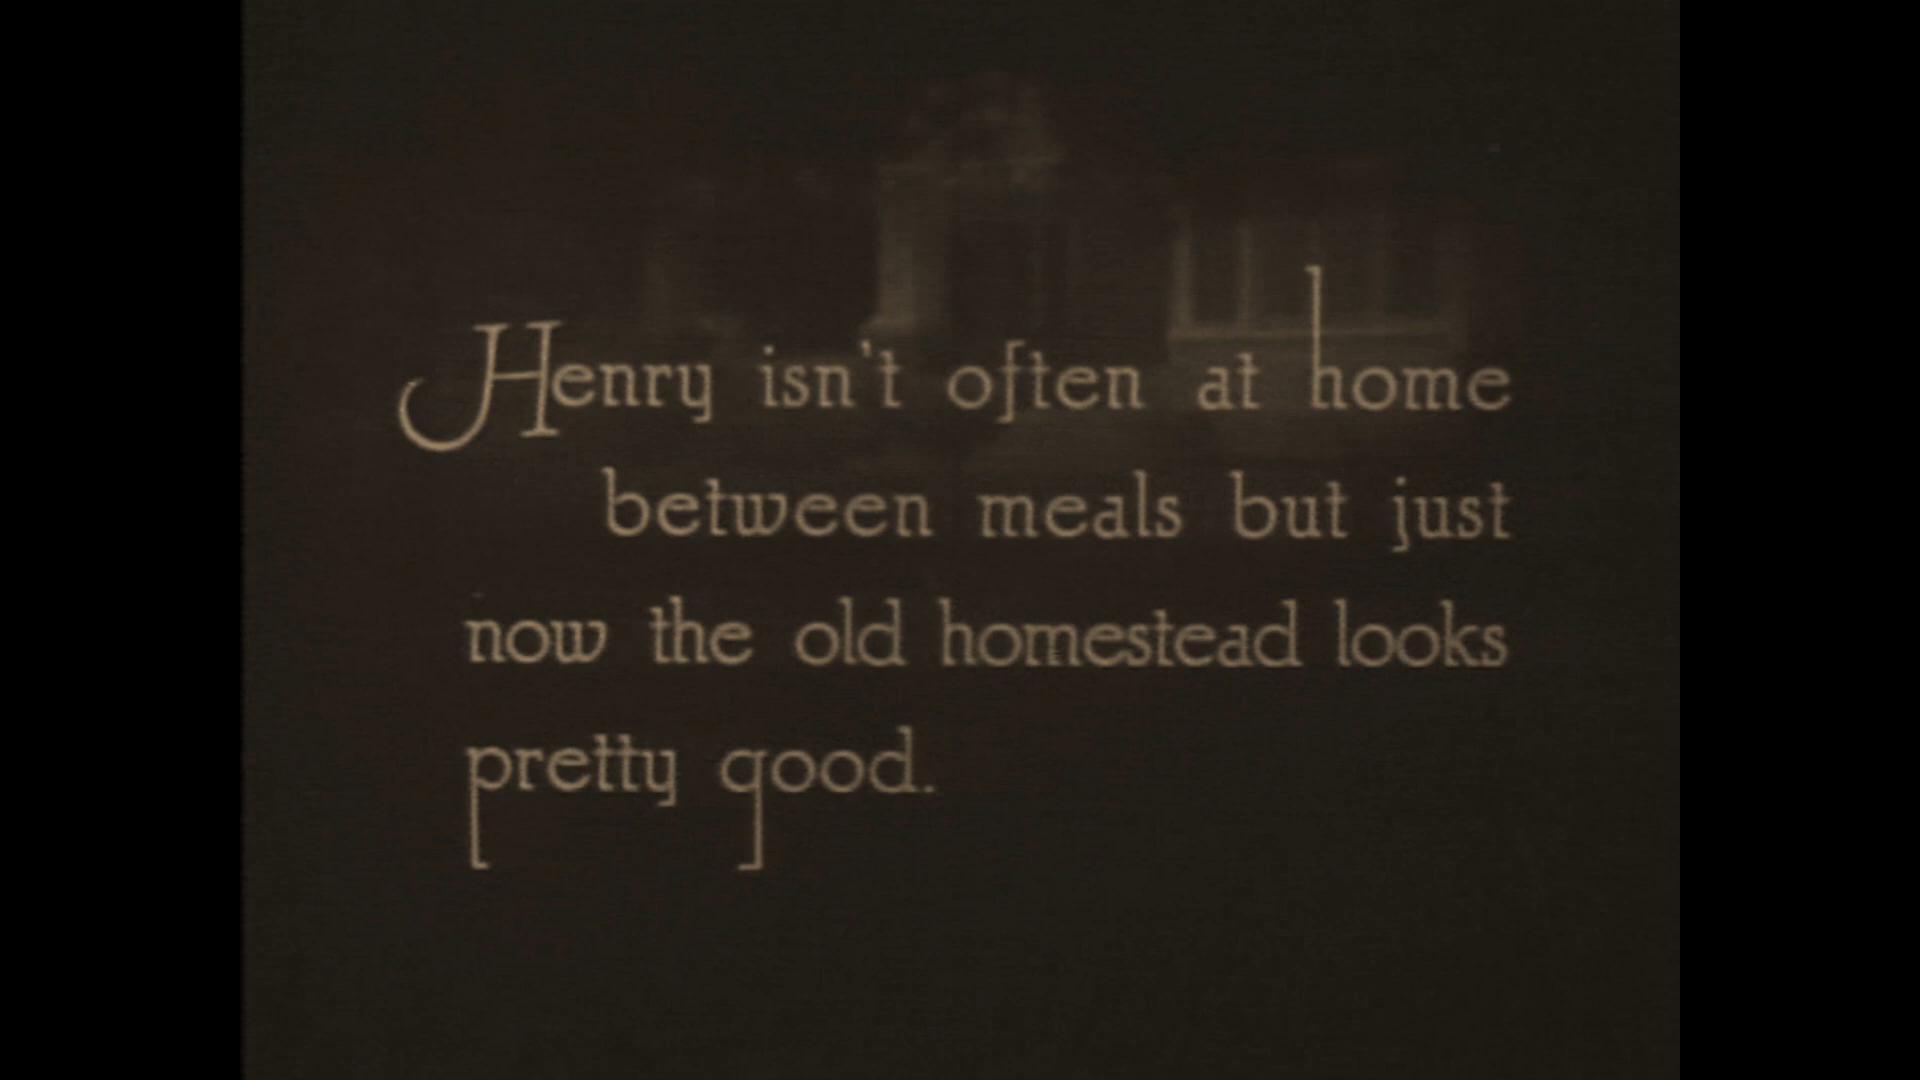 Henry isn't often at home
between meals but just
now the old homestead looks
pretty good.